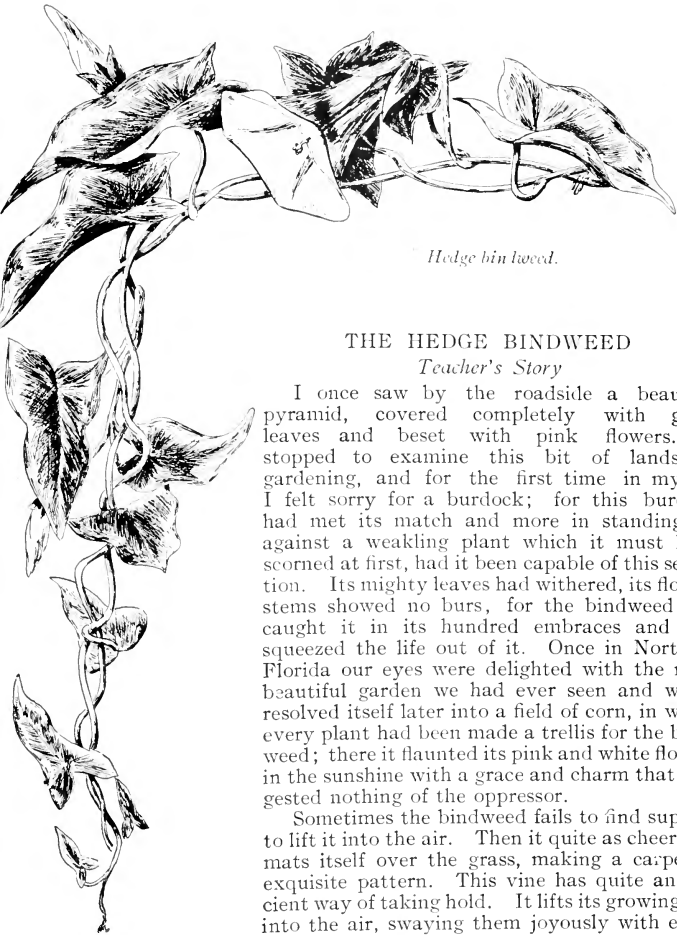 Hedge bin lweed.
THE HEDGE BINDWEED
Teacher's Story
I once saw by the roadside a beau
pyramid, covered completely with g
leaves and beset with pink flowers.
stopped to examine this bit of lands
gardening, and for the first time in my
I felt sorry for a burdock; for this bur
had met its match and more in standing
against a weakling plant which it must
scorned at first, had it been capable of this se
tion. Its mighty leaves had withered, its flo
stems showed no burs, for the bindweed
caught it in its hundred embraces and
squeezed the life out of it. Once in Nort
Florida our eyes were delighted with the
beautiful garden we had ever seen and w
resolved itself later into a field of corn, in w
every plant had been made a trellis for the b
weed; there it flaunted its pink and white flo
in the sunshine with a grace and charm that
gested nothing of the oppressor.
Sometimes the bindweed fails to find sup
to lift it into the air. Then it quite as cheer
mats itself over the grass, making a carpe
exquisite pattern. This vine has quite an
cient way of taking hold. It lifts its growing
into the air, swaying them joyously with e